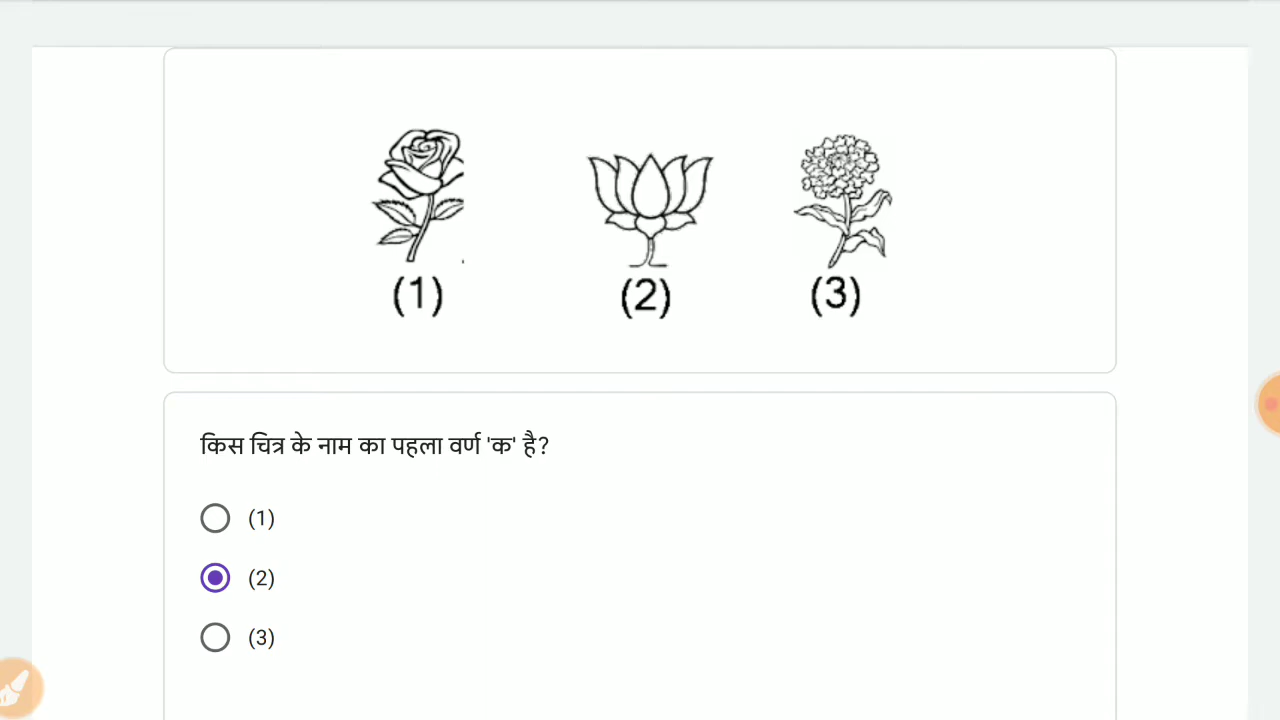 (1) (2) (3)
किस चित्र के नाम का पहला वर्ण 'क' है?
(1)
(2)
(3)